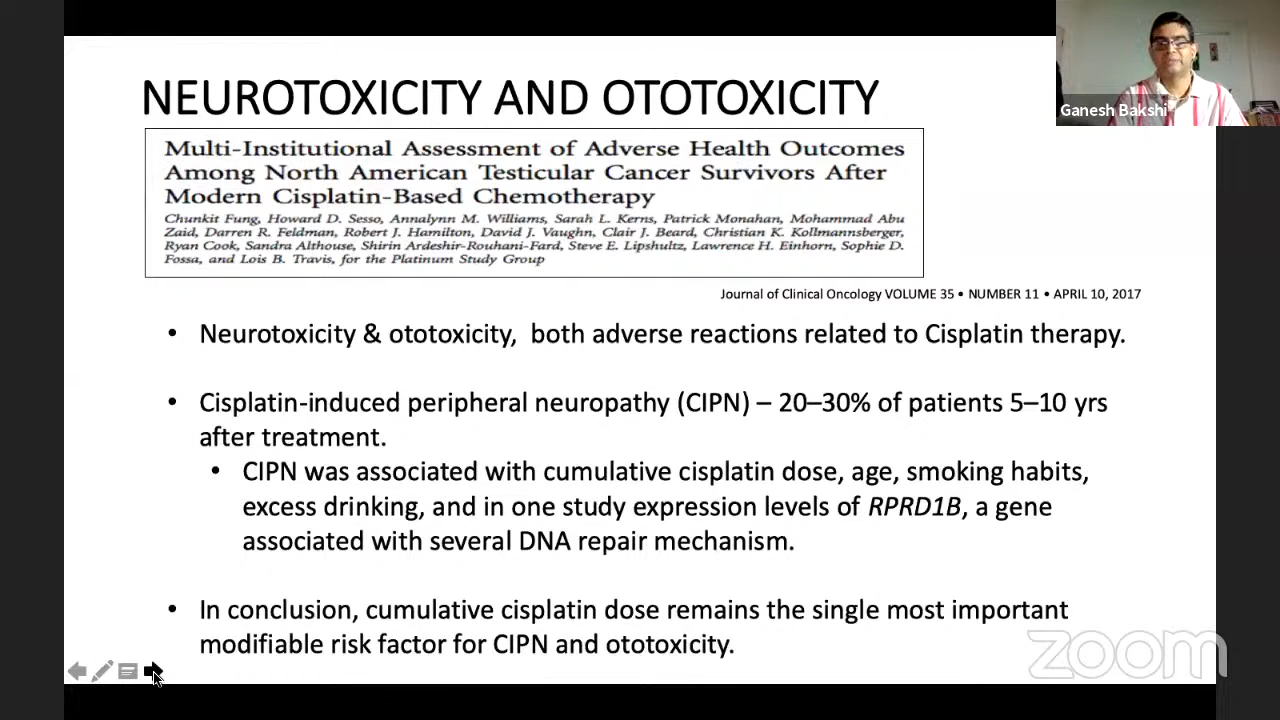 NEUROTOXICITY AND OTOTOXICITY
Ganesh Bakshi
Multi-Institutional Assessment of Adverse Health Outcomes
Among North American Testicular Cancer Survivors After
Modern Cisplatin-Based Chemotherapy
Chunkit Fung, Howard D. Sesso, Annalynn M. Williams, Sarah L. Kerns, Patrick Monahan, Mohammad Abu
Zaid, Darren R. Feldman, Robert J. Hamilton, David J. Vaughn, Clair J. Beard, Christian K. Kollmannsberger,
Ryan Cook, Sandra Althouse, Shirin Ardeshir-Rouhani-Fard, Steve E. Lipshultz, Lawrence H. Einhorn, Sophie D.
Fossa, and Lois B. Travis, for the Platinum Study Group
Journal of Clinical Oncology VOLUME 35 • NUMBER 11 • APRIL 10, 2017
• Neurotoxicity & ototoxicity, both adverse reactions related to Cisplatin therapy.
• Cisplatin-induced peripheral neuropathy (CIPN) – 20–30% of patients 5–10 yrs
after treatment.
• CIPN was associated with cumulative cisplatin dose, age, smoking habits,
excess drinking, and in one study expression levels of RPRD1B, a gene
associated with several DNA repair mechanism.
• In conclusion, cumulative cisplatin dose remains the single most important
modifiable risk factor for CIPN and ototoxicity.
zoom